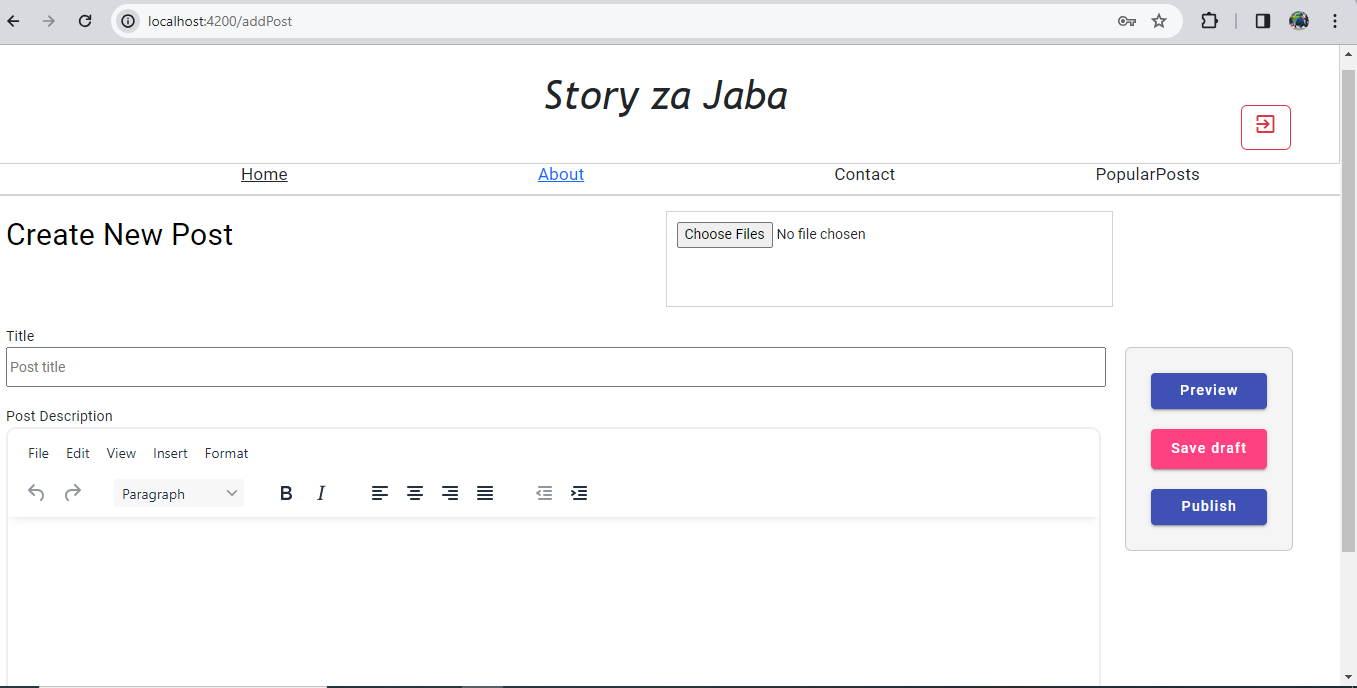 localhost:4200/addPost
Story za Jaba
Home About Contact PopularPosts
Create New Post
Choose Files No file chosen
Title
Post title
Post Description
File Edit View Insert Format
Paragraph B I
Preview
Save draft
Publish